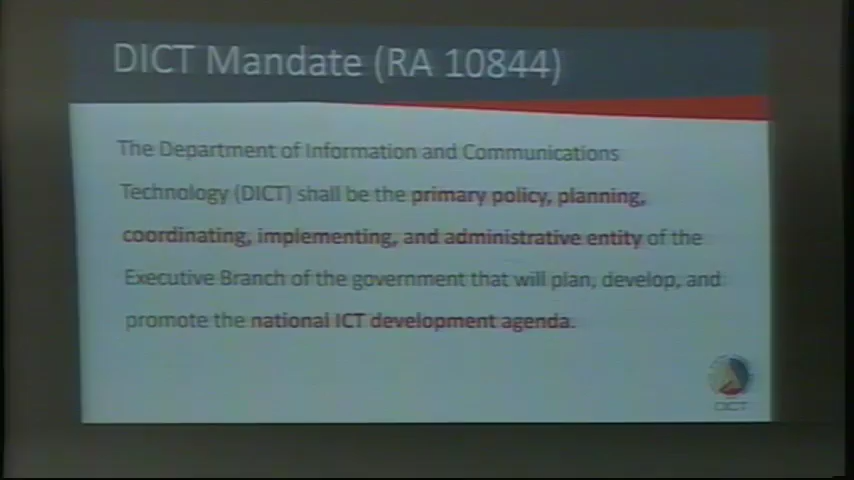 DICT Mandate (RA 10844)
The Department of Information and Communications
Technology (DICT) shall be the primary policy, planning,
coordinating, implementing, and administrative entity of the
Executive Branch of the government that will plan, develop, and
promote the national ICT development agenda.
DICT